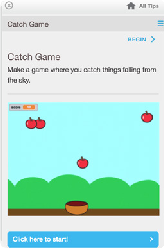 All Tips
Catch Game
BEGIN
Catch Game
Make a game where you catch things falling from
the sky.
Click here to start!